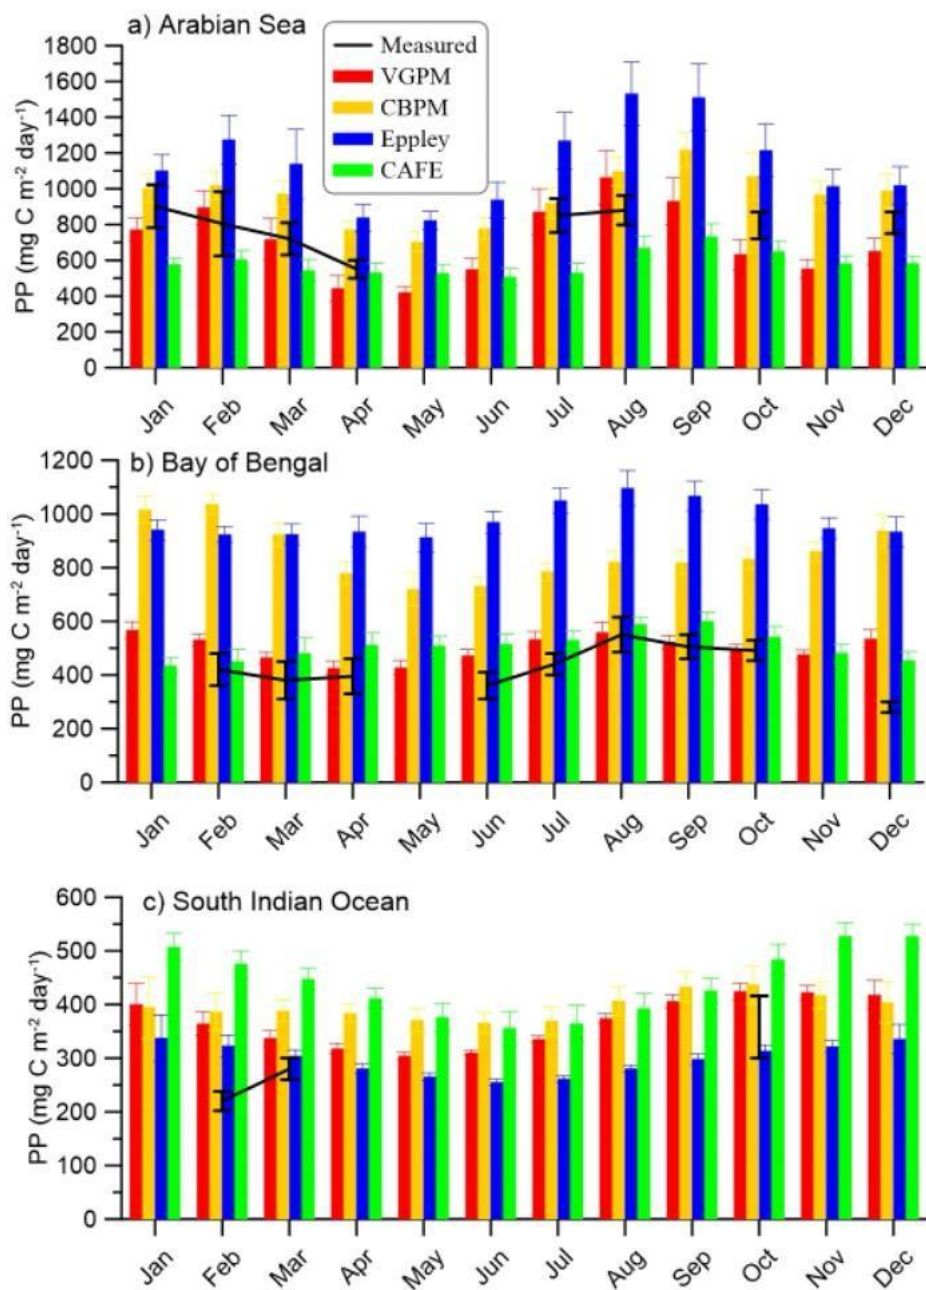 a) Arabian Sea
Measured
VGPM
CBPM
Eppley
CAFE
PP (mg C m⁻² day⁻¹)
1800
1600
1400
1200
1000
800
600
400
200
0
Jan Feb Mar Apr May Jun Jul Aug Sep Oct Nov Dec
b) Bay of Bengal
PP (mg C m⁻² day⁻¹)
1200
1000
800
600
400
200
0
Jan Feb Mar Apr May Jun Jul Aug Sep Oct Nov Dec
c) South Indian Ocean
PP (mg C m⁻² day⁻¹)
600
500
400
300
200
100
0
Jan Feb Mar Apr May Jun Jul Aug Sep Oct Nov Dec